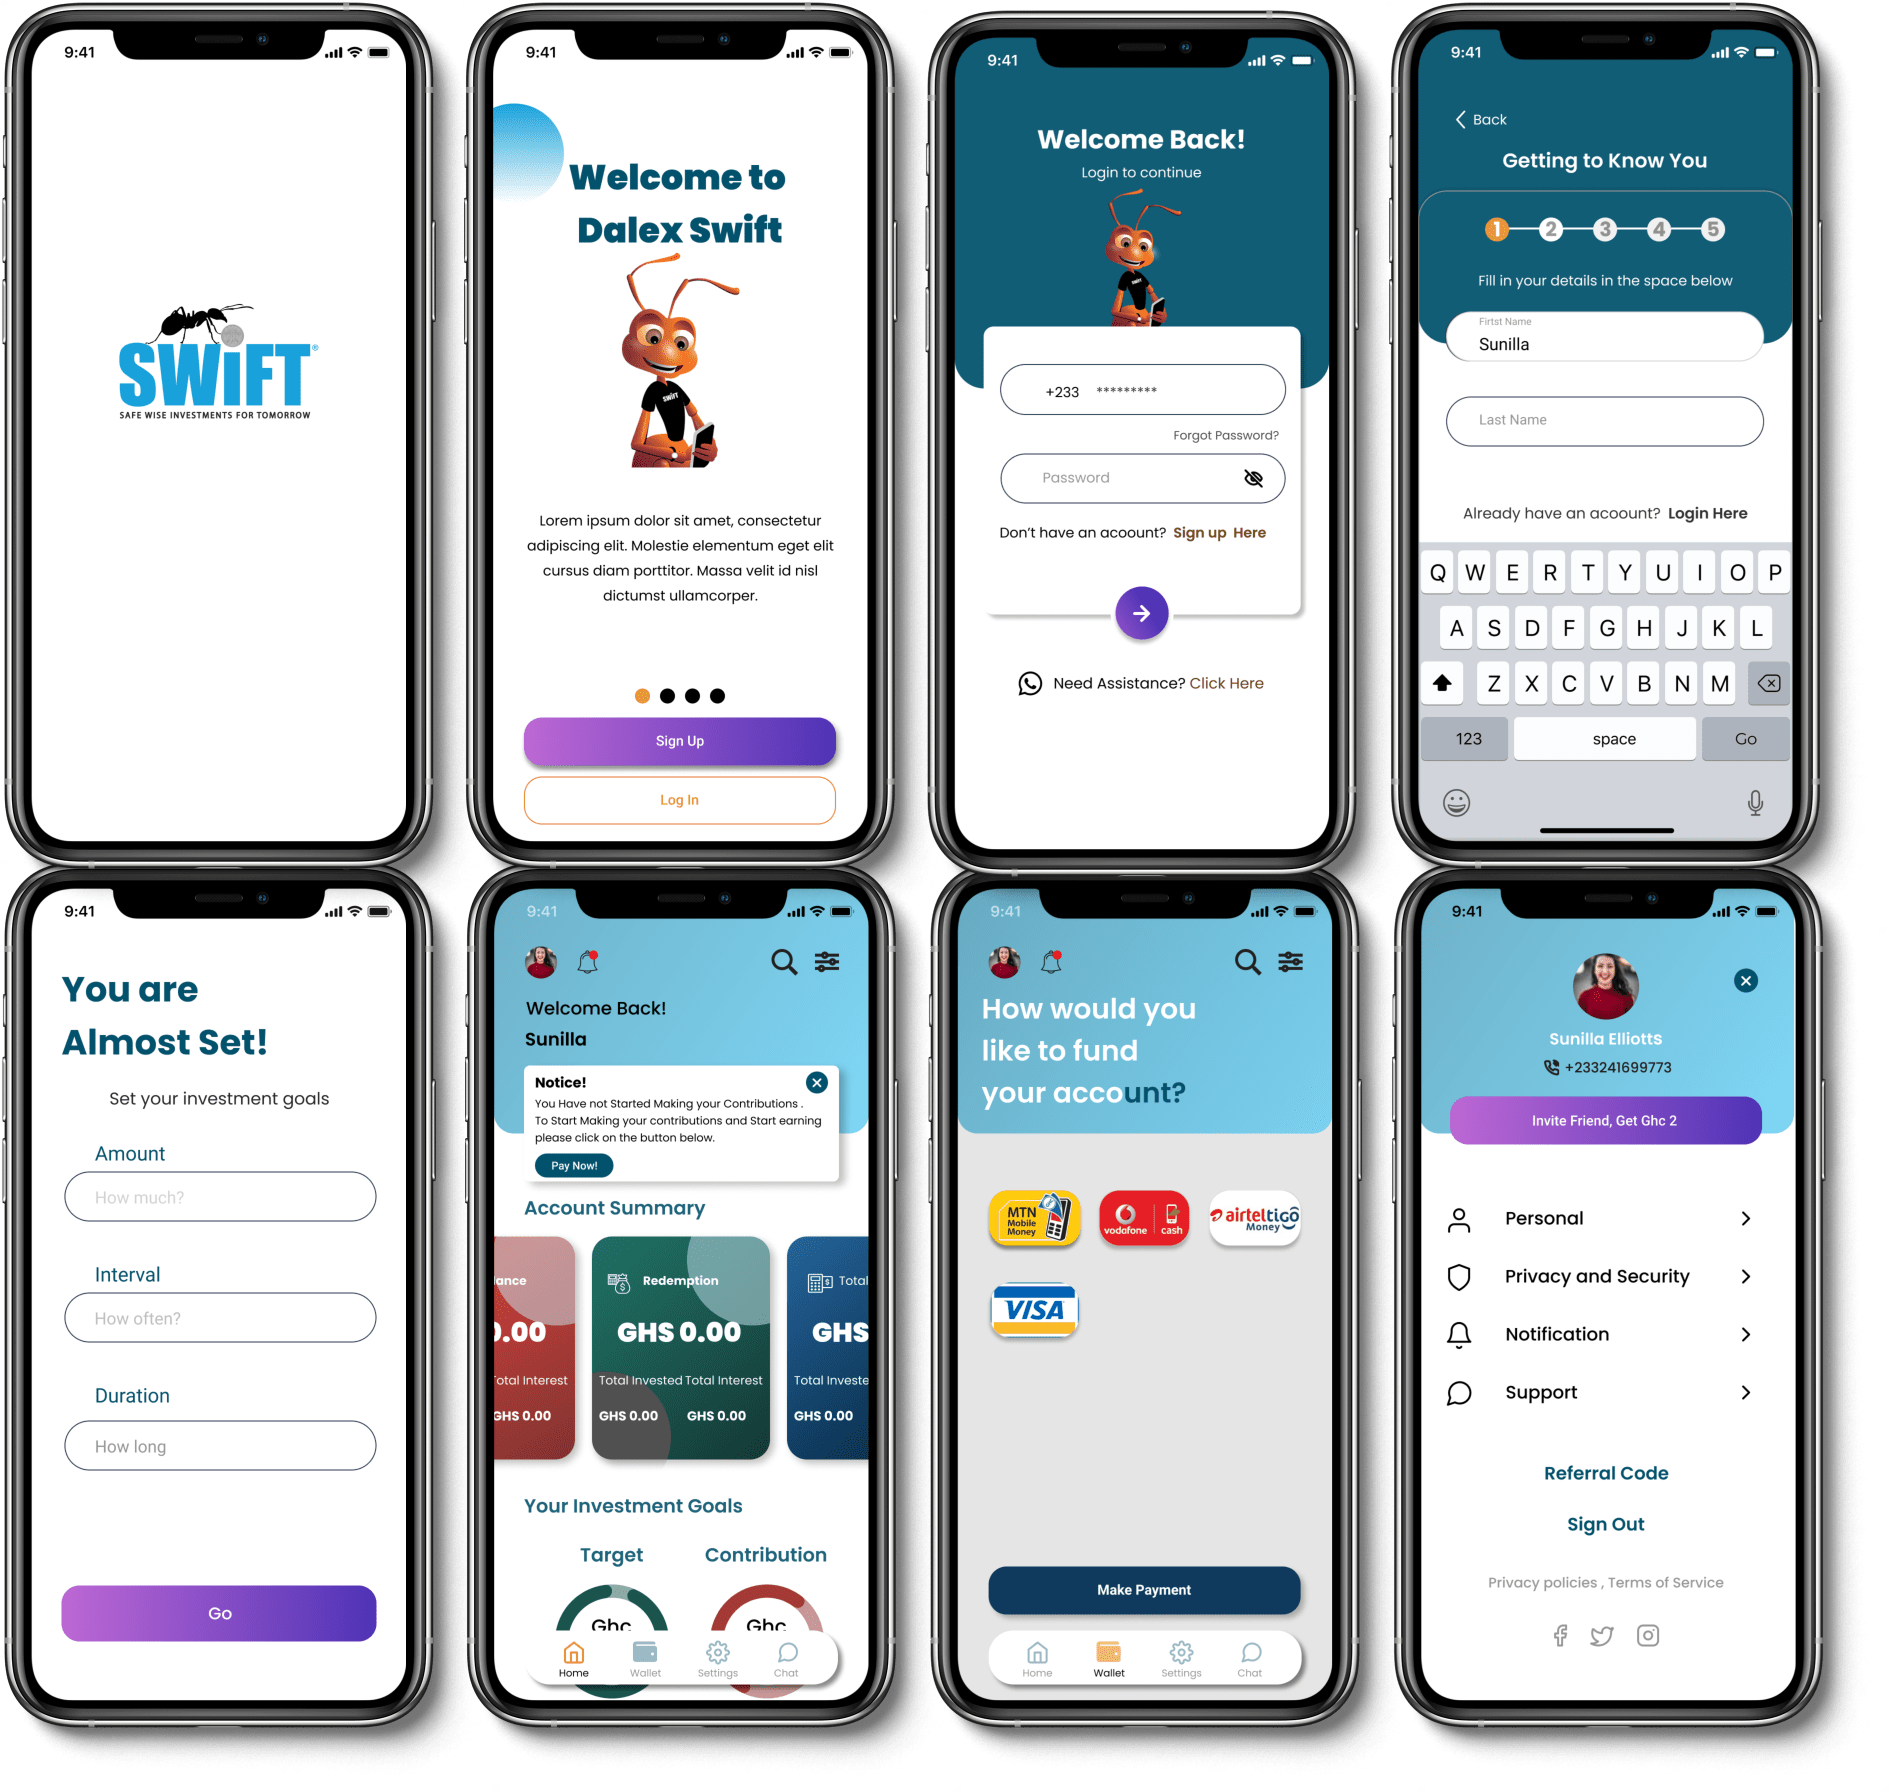 9:41
SWiFT®
SAFE WISE INVESTMENTS FOR TOMORROW
9:41
Welcome to
Dalex Swift
SWIFT
Lorem ipsum dolor sit amet, consectetur
adipiscing elit. Molestie elementum eget elit
cursus diam porttitor. Massa velit id nisl
dictumst ullamcorper.
Sign Up
Log In
9:41
Welcome Back!
Login to continue
SWIFT
+233 *********
Forgot Password?
Password
Don't have an acoount? Sign up Here
Need Assistance? Click Here
9:41
Back
Getting to Know You
1 2 3 4 5
Fill in your details in the space below
Firtst Name
Sunilla
Last Name
Already have an acoount? Login Here
Q W E R T Y U I O P
A S D F G H J K L
Z X C V B N M
123 space Go
9:41
You are
Almost Set!
Set your investment goals
Amount
How much?
Interval
How often?
Duration
How long
Go
9:41
Welcome Back!
Sunilla
Notice!
You Have not Started Making your Contributions .
To Start Making your contributions and Start earning
please click on the button below.
Pay Now!
Account Summary
ance
0.00
Total Interest
GHS 0.00
Redemption
GHS 0.00
Total Invested Total Interest
GHS 0.00 GHS 0.00
Total
GHS
Total Investe
GHS 0.00
Your Investment Goals
Target Contribution
Ghc Ghc
Home Wallet Settings Chat
9:41
How would you
like to fund
your account?
MTN
Mobile
Money
vodafone cash
airteltigo
Money
VISA
Make Payment
Home Wallet Settings Chat
9:41
Sunilla Elliotts
+233241699773
Invite Friend, Get Ghc 2
Personal
Privacy and Security
Notification
Support
Referral Code
Sign Out
Privacy policies , Terms of Service